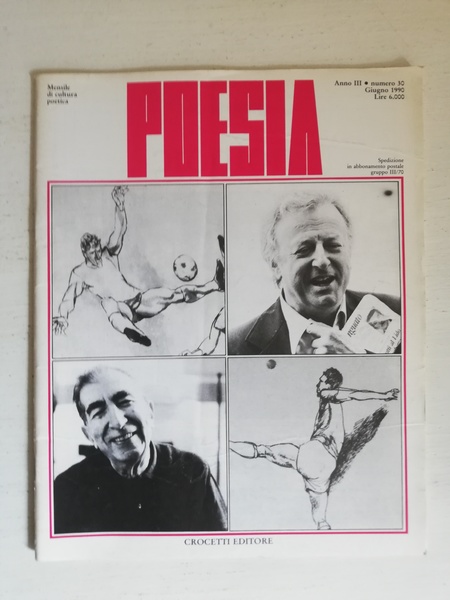 Mensile
di cultura
poetica
POESIA
Anno III • numero 30
Giugno 1990
Lire 6.000
Spedizione
in abbonamento postale
gruppo III/70
CROCETTI EDITORE